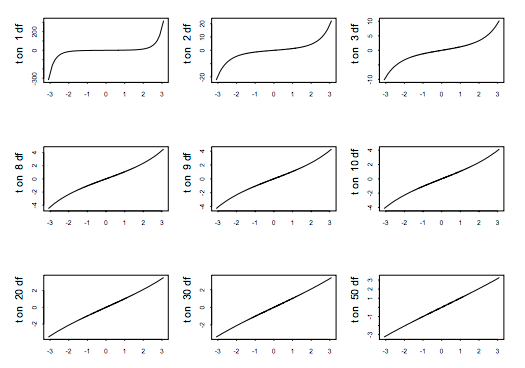 t on 1 df
-300 0 200
-3 -2 -1 0 1 2 3
t on 2 df
-20 0 10 20
-3 -2 -1 0 1 2 3
t on 3 df
-10 0 5 10
-3 -2 -1 0 1 2 3
t on 8 df
-4 -2 0 2 4
-3 -2 -1 0 1 2 3
t on 9 df
-4 -2 0 2 4
-3 -2 -1 0 1 2 3
t on 10 df
-4 -2 0 2 4
-3 -2 -1 0 1 2 3
t on 20 df
-2 0 2
-3 -2 -1 0 1 2 3
t on 30 df
-2 0 2
-3 -2 -1 0 1 2 3
t on 50 df
-3 -1 1 2 3
-3 -2 -1 0 1 2 3